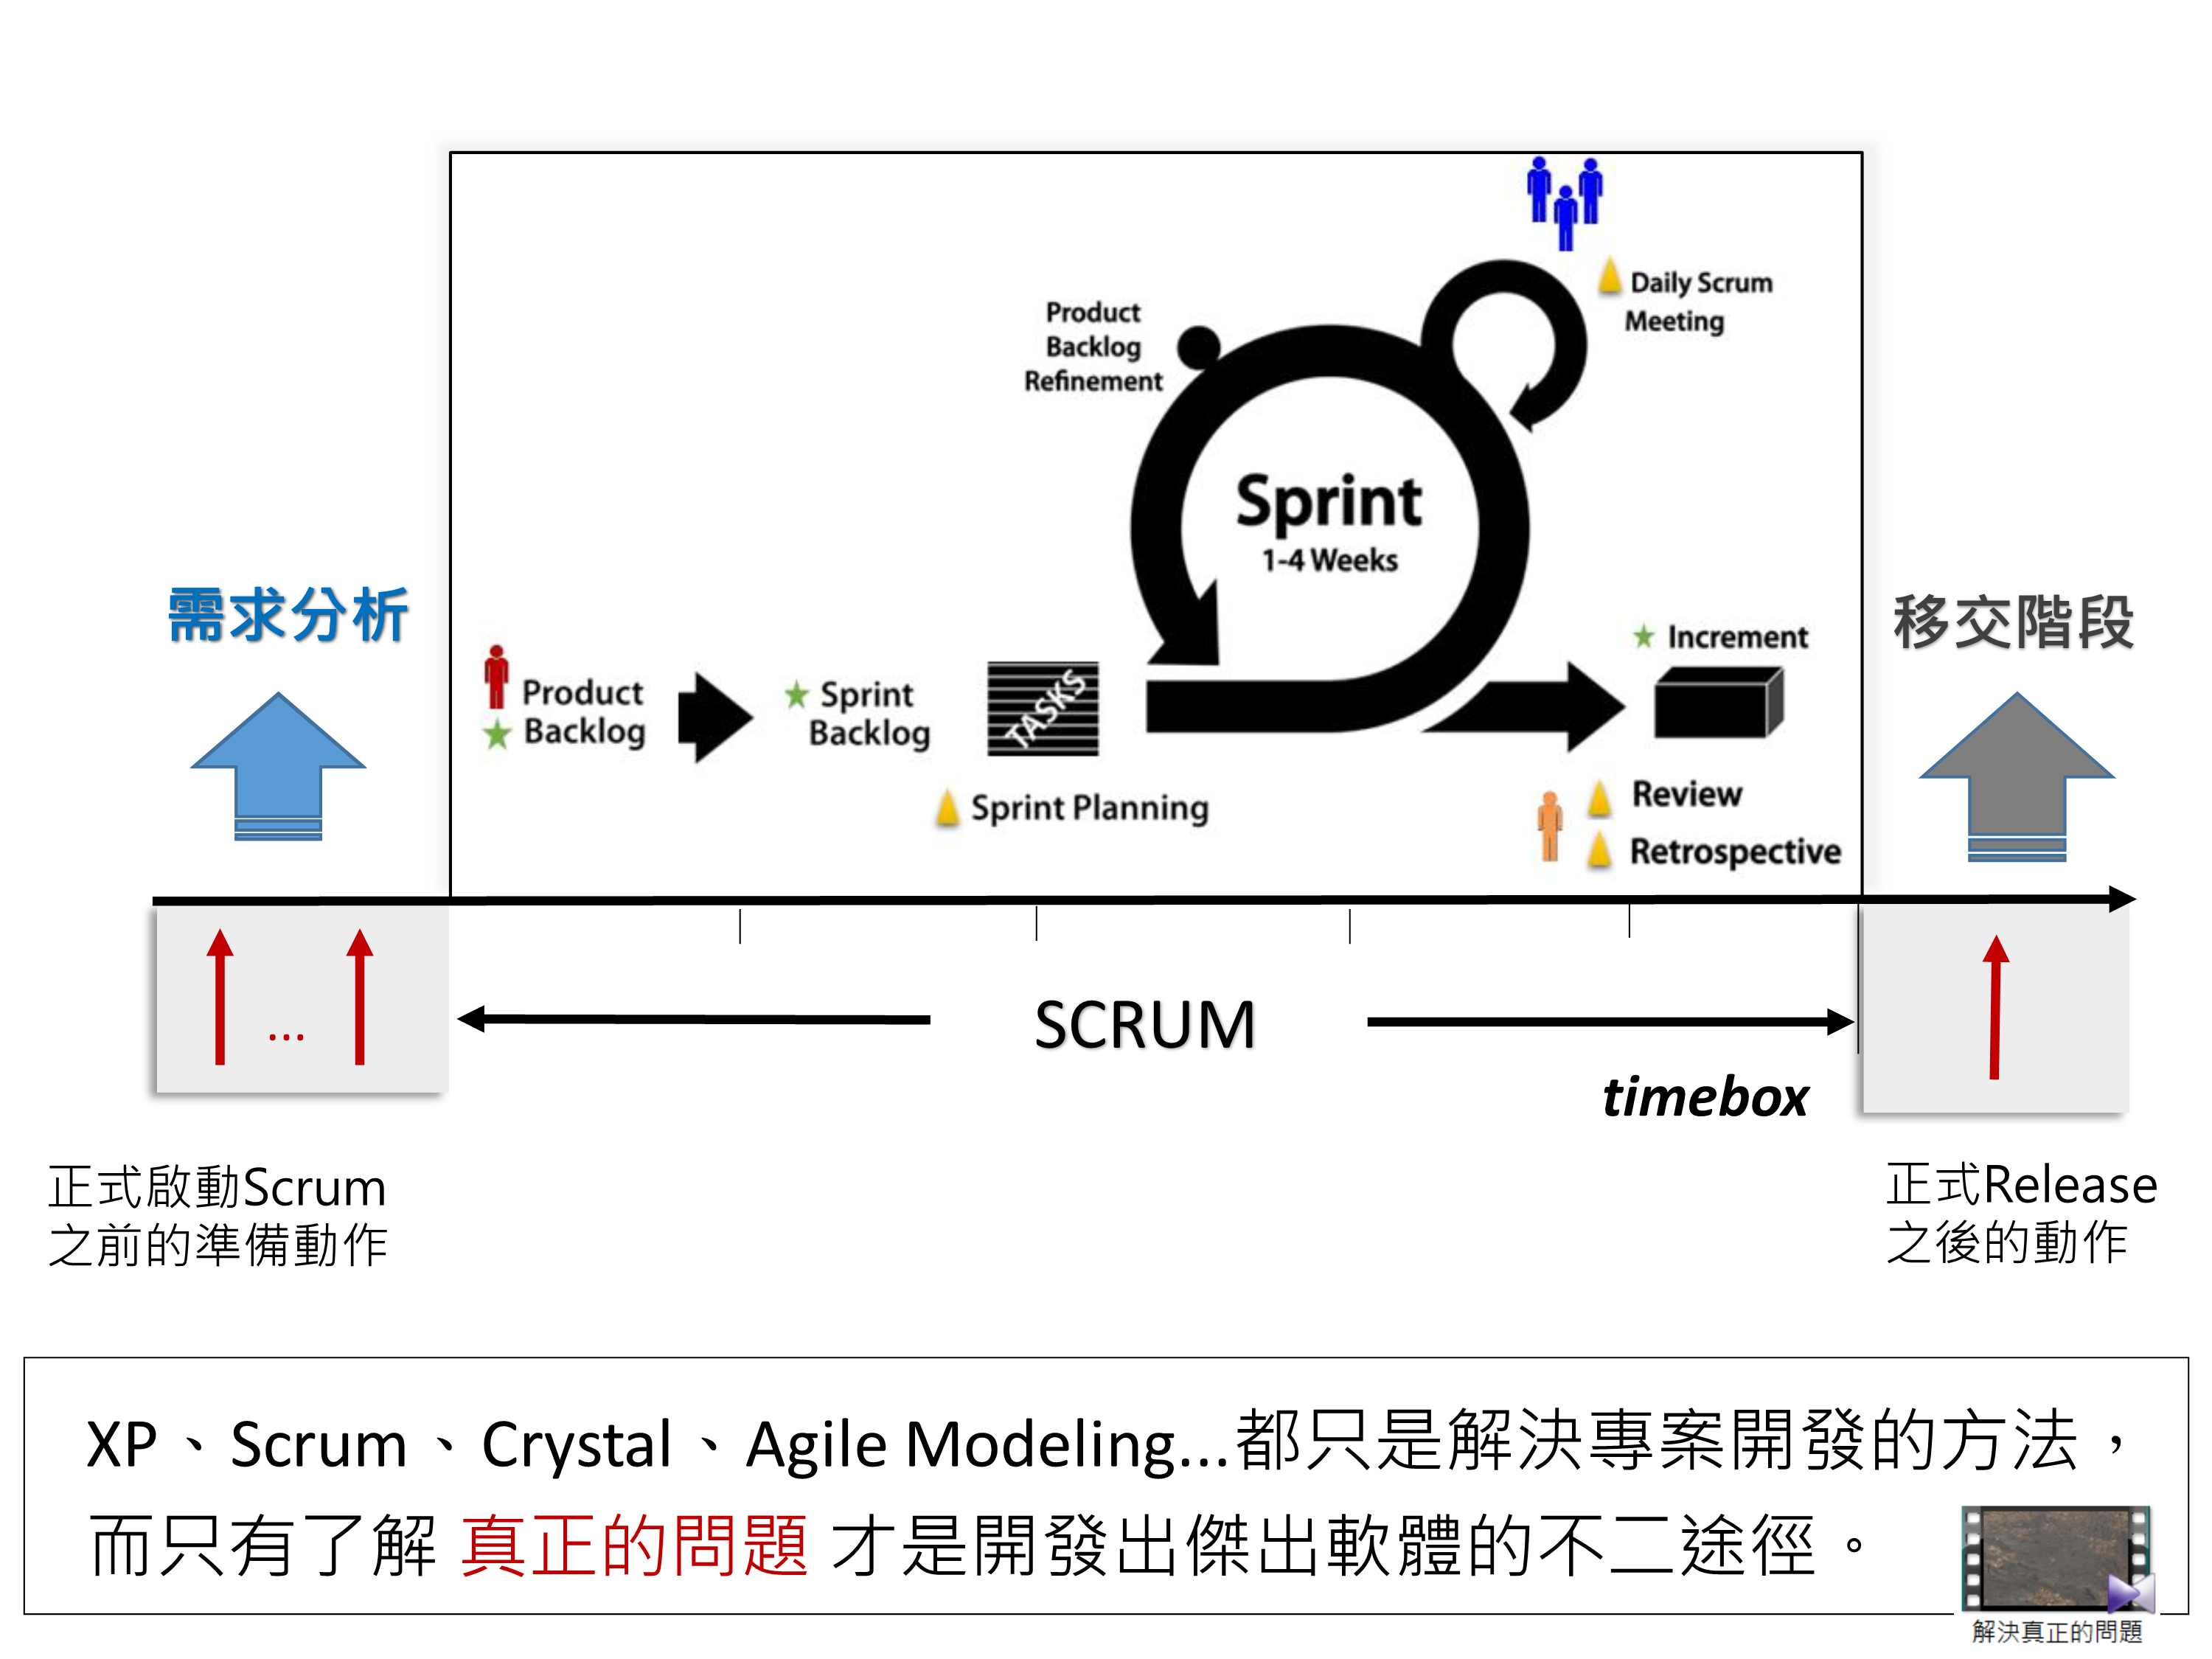 Daily Scrum
Meeting
Product
Backlog
Refinement
Sprint
1-4 Weeks
需求分析
移交階段
Increment
Product
Backlog
Sprint
Backlog
TASKS
Sprint Planning
Review
Retrospective
...
SCRUM
timebox
正式啟動Scrum
之前的準備動作
正式Release
之後的動作
XP、Scrum、Crystal、Agile Modeling...都只是解決專案開發的方法，
而只有了解 真正的問題 才是開發出傑出軟體的不二途徑。
解決真正的問題